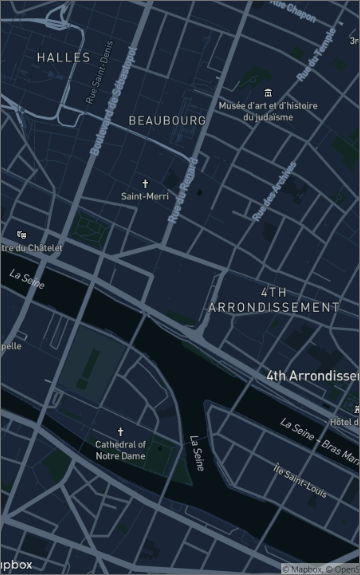 Rue Chapon
3
Rue du Temple
HALLES
Rue Saint-Denis
Boulevard de Sébastopol
Musée d'art et d'histoire
du judaïsme
BEAUBOURG
Saint-Merri
Rue du Renard
Rue des Archives
tre du Châtelet
La Seine
4TH
ARRONDISSEMENT
pelle
4th Arrondisse
Hôtel d
La Seine - Bras Mar
Cathedral of
Notre Dame
La Seine
Île Saint-Louis
apbox
© Mapbox, © OpenS